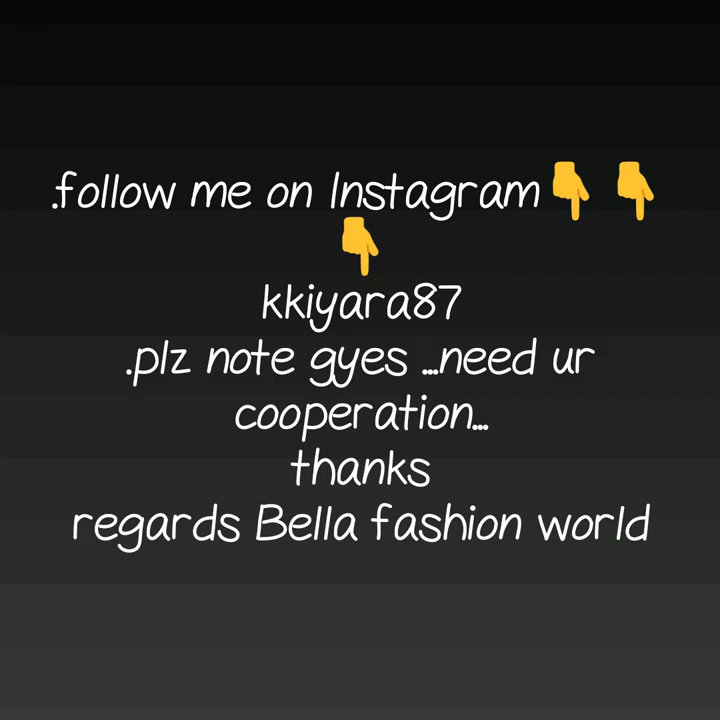 .follow me on Instagram👇 👇
👇
kkiyara87
.plz note gyes ...need ur
cooperation...
thanks
regards Bella fashion world